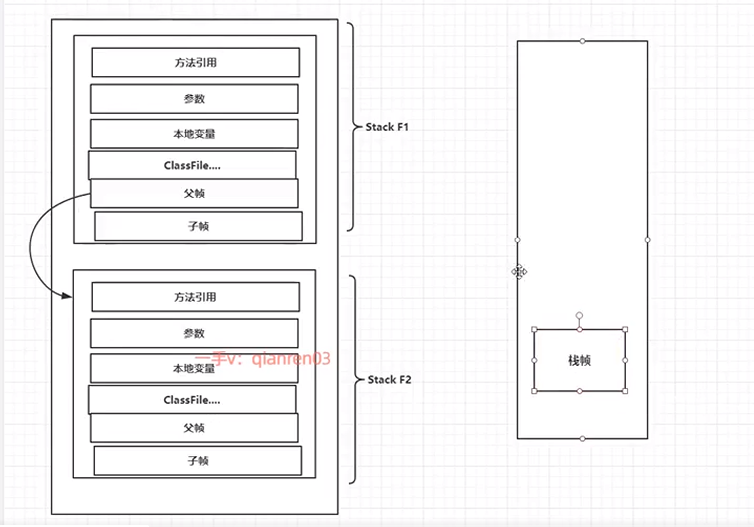 方法引用
参数
本地变量
ClassFile....
父帧
子帧
Stack F1
方法引用
参数
一手v：qianren03
本地变量
ClassFile....
父帧
子帧
Stack F2
栈帧